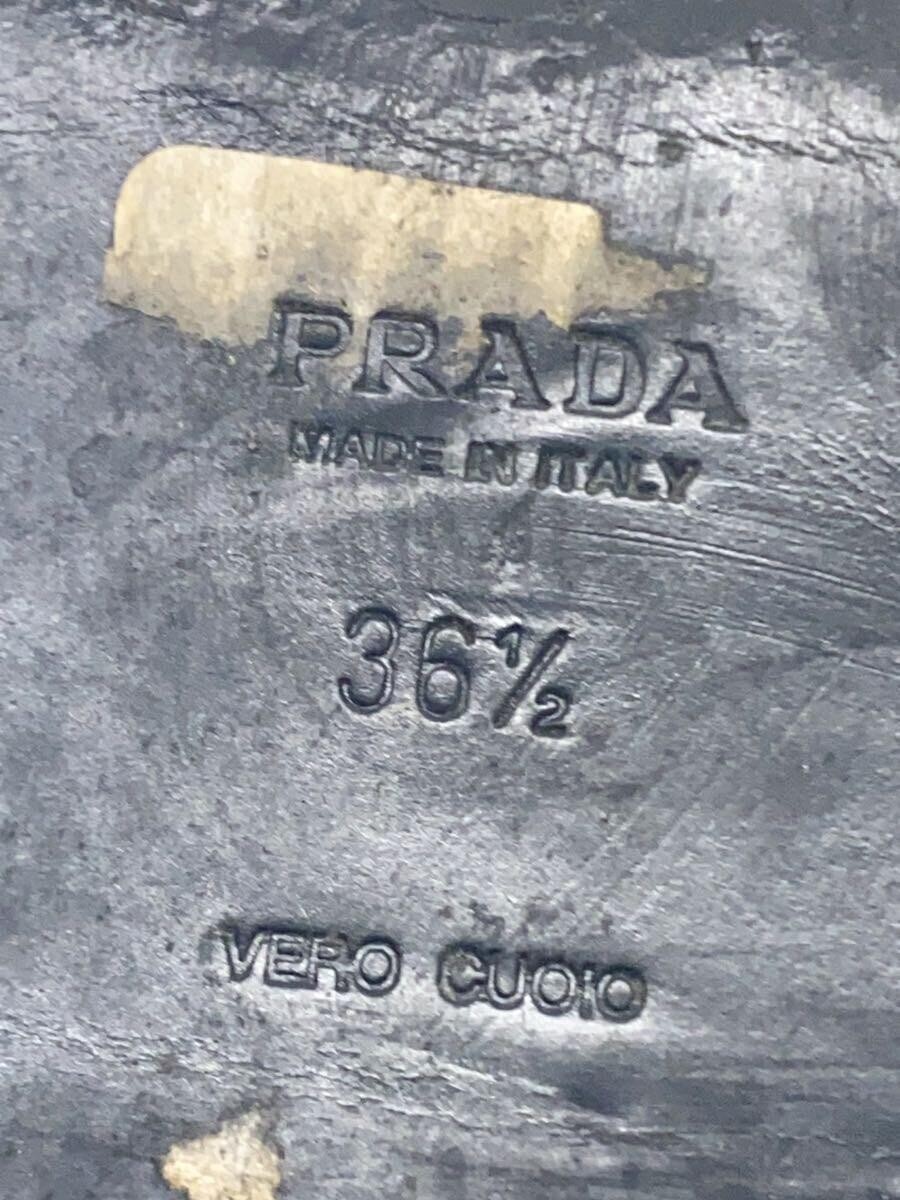 PRADA
MADE IN ITALY
36½
VERO CUOIO